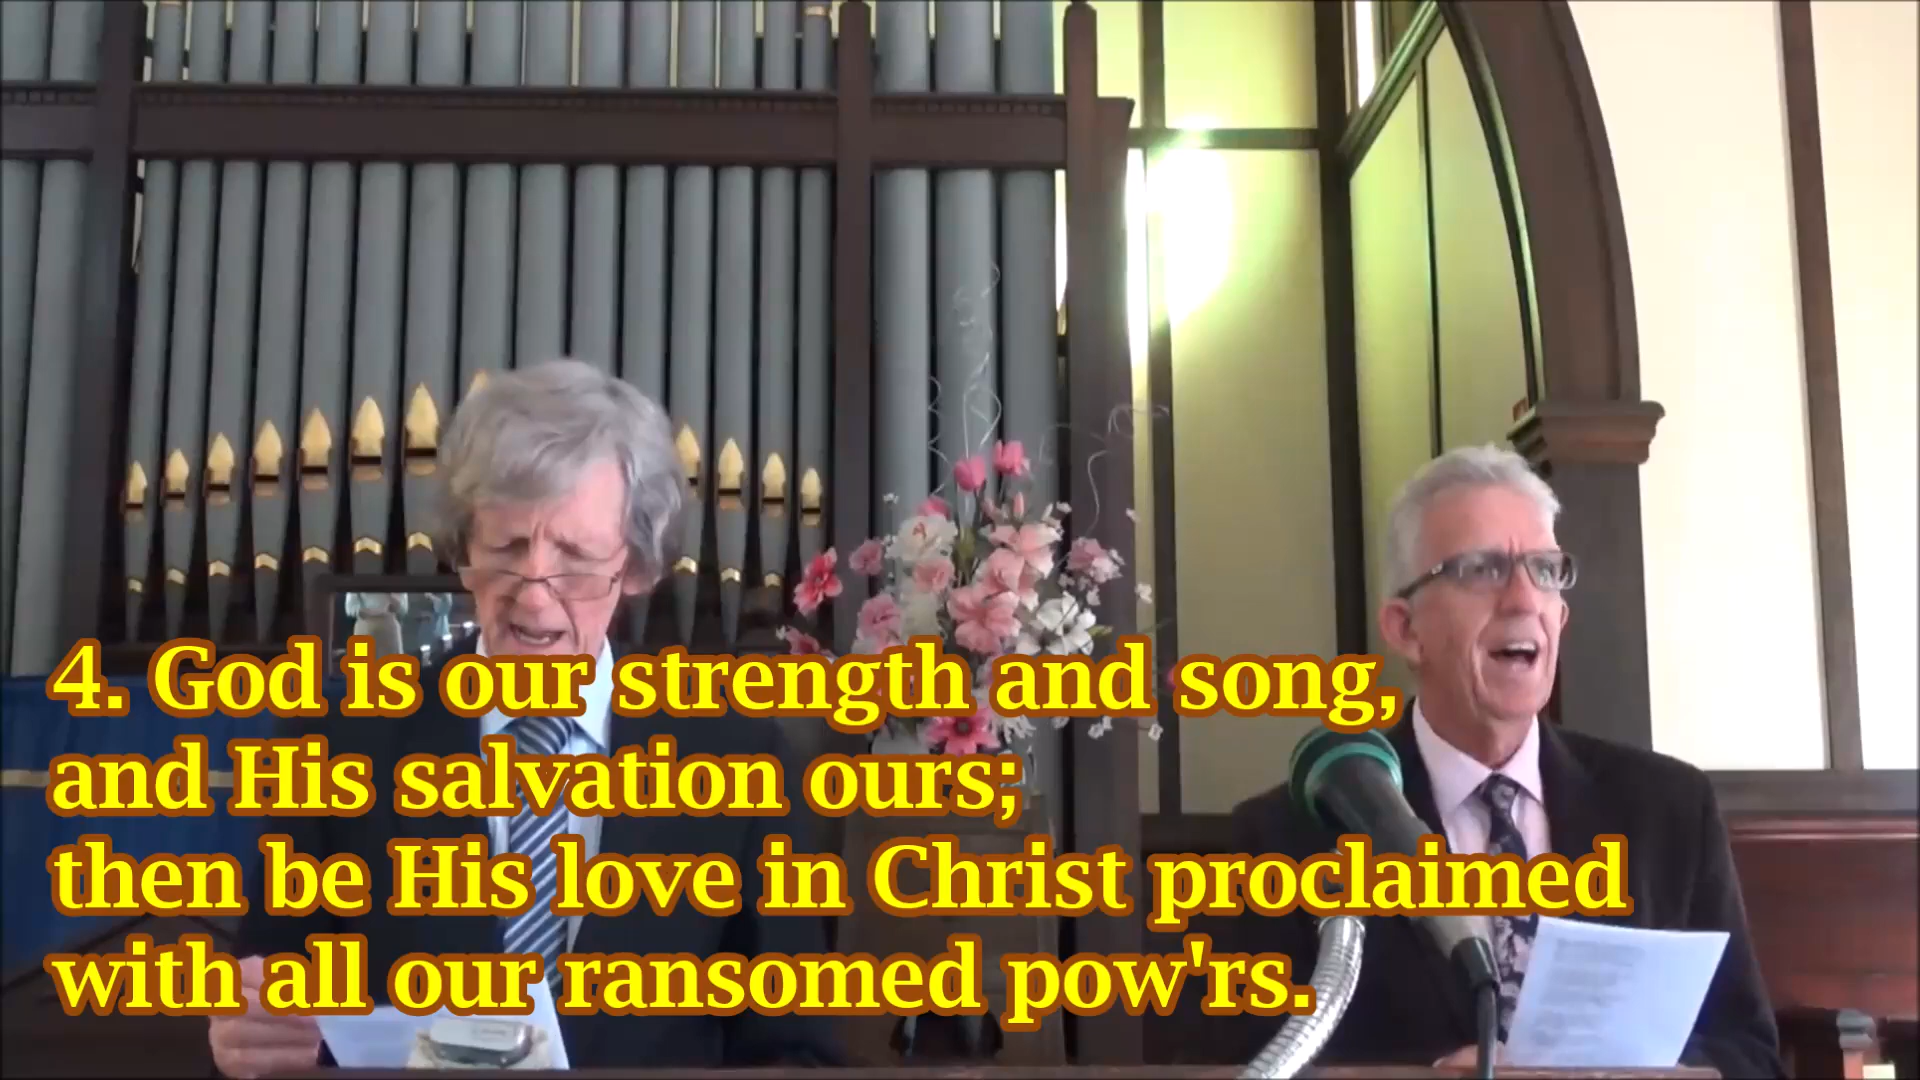 4. God is our strength and song,
and His salvation ours;
then be His love in Christ proclaimed
with all our ransomed pow'rs.